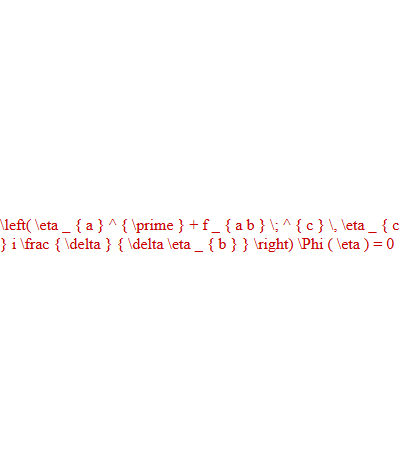 \left( \eta _ { a } ^ { \prime } + f _ { a b } \; ^ { c } \, \eta _ { c
} i \frac { \delta } { \delta \eta _ { b } } \right) \Phi ( \eta ) = 0